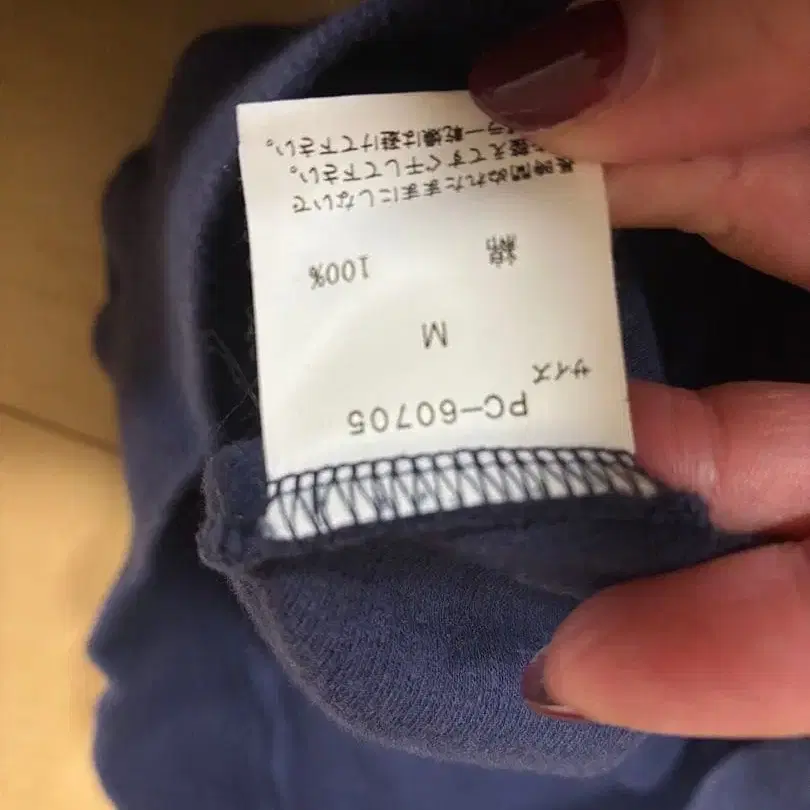 PC-60705
サイズ
M
綿 100%
長時間ぬれたままにしないで
整えてすぐ干して下さい。
ラー乾燥は避けて下さい。